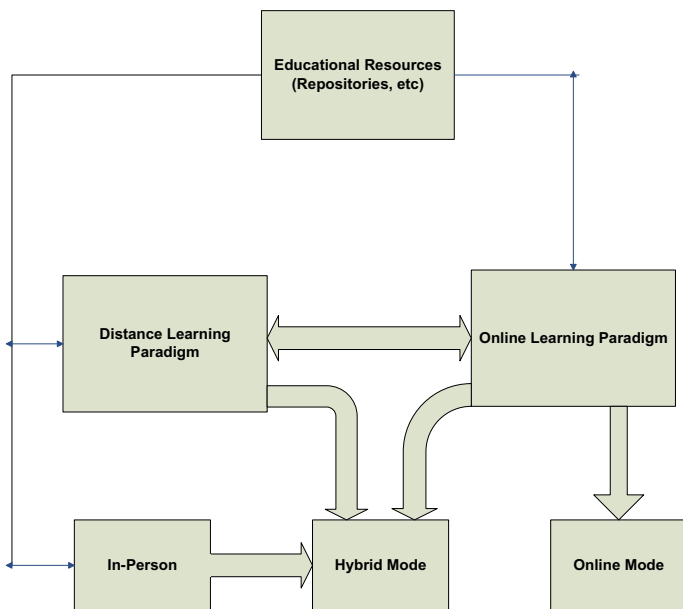 Educational Resources
(Repositories, etc)
Distance Learning
Paradigm
Online Learning Paradigm
In-Person
Hybrid Mode
Online Mode